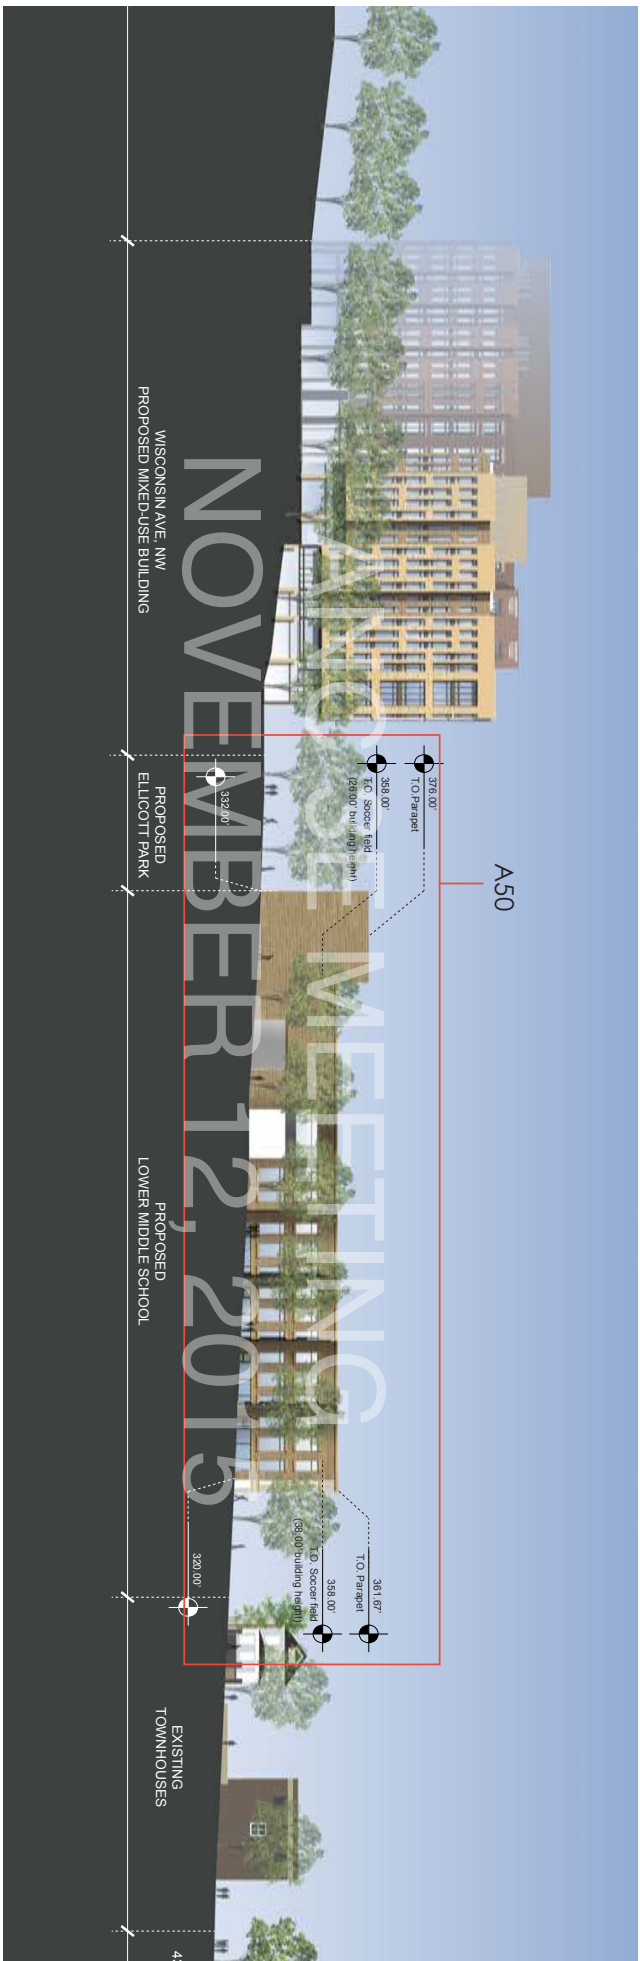 A50
376.00'
T.O.Parapet
358.00'
T.O. Soccer field
(26.00' building height)
332.00'
361.67'
T.O. Parapet
358.00'
T.O. Soccer field
(38.00' building height)
320.00'
ANC 3E MEETING
NOVEMBER 12, 2015
WISCONSIN AVE, NW
PROPOSED MIXED-USE BUILDING
PROPOSED
ELLICOTT PARK
PROPOSED
LOWER MIDDLE SCHOOL
EXISTING
TOWNHOUSES